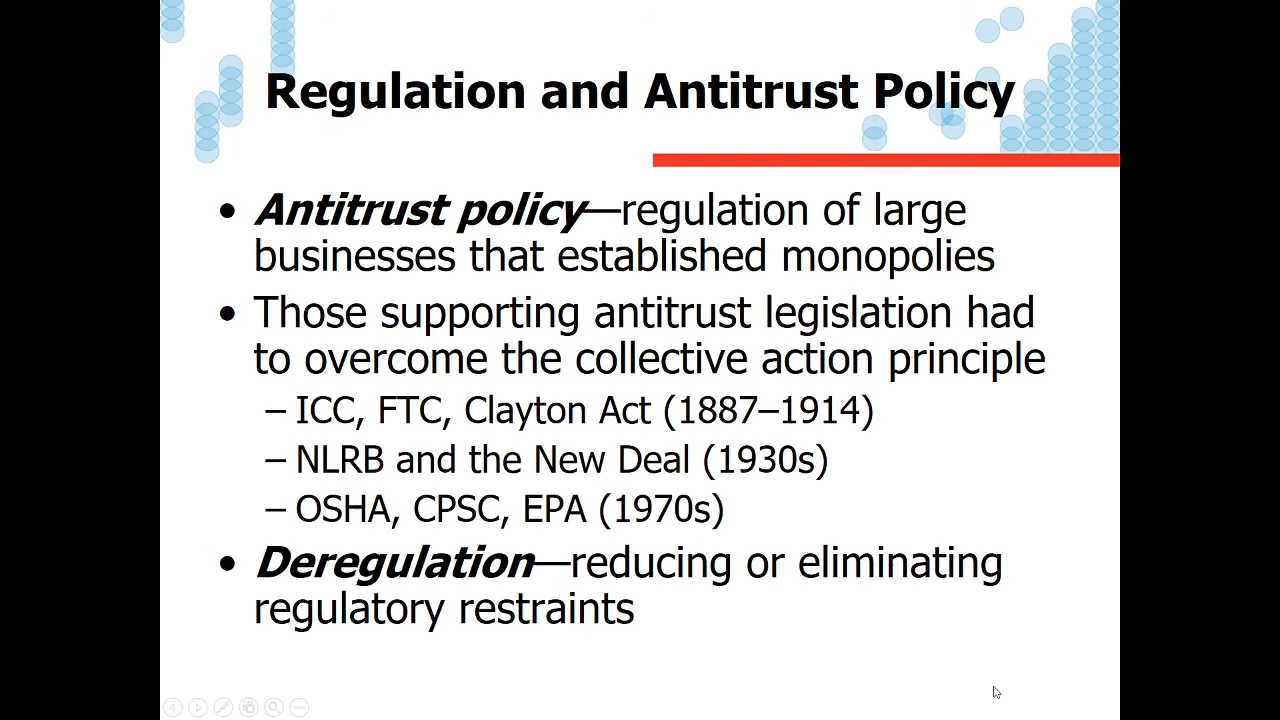 Regulation and Antitrust Policy
• Antitrust policy—regulation of large
businesses that established monopolies
• Those supporting antitrust legislation had
to overcome the collective action principle
– ICC, FTC, Clayton Act (1887–1914)
– NLRB and the New Deal (1930s)
– OSHA, CPSC, EPA (1970s)
• Deregulation—reducing or eliminating
regulatory restraints